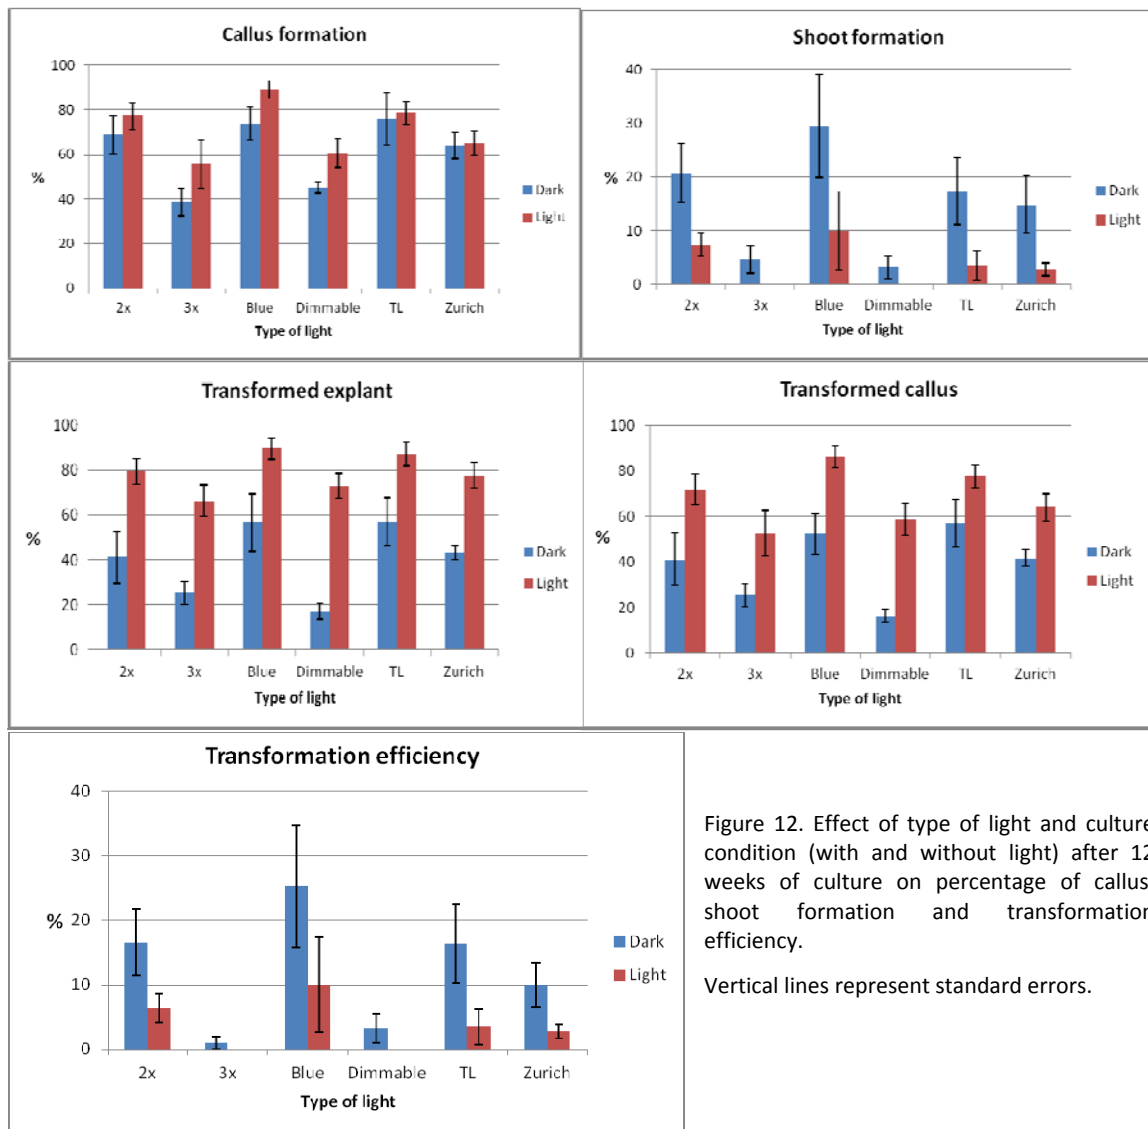 Callus formation
100
80
60
%
40
20
0
2x 3x Blue Dimmable TL Zurich
Type of light
Dark
Light
Shoot formation
40
30
20
%
10
0
2x 3x Blue Dimmable TL Zurich
Type of light
Dark
Light
Transformed explant
100
80
60
%
40
20
0
2x 3x Blue Dimmable TL Zurich
Type of light
Dark
Light
Transformed callus
100
80
60
%
40
20
0
2x 3x Blue Dimmable TL Zurich
Type of light
Dark
Light
Transformation efficiency
40
30
%
20
10
0
2x 3x Blue Dimmable TL Zurich
Type of light
Dark
Light
Figure 12. Effect of type of light and culture
condition (with and without light) after 12
weeks of culture on percentage of callus
shoot formation and transformation
efficiency.
Vertical lines represent standard errors.